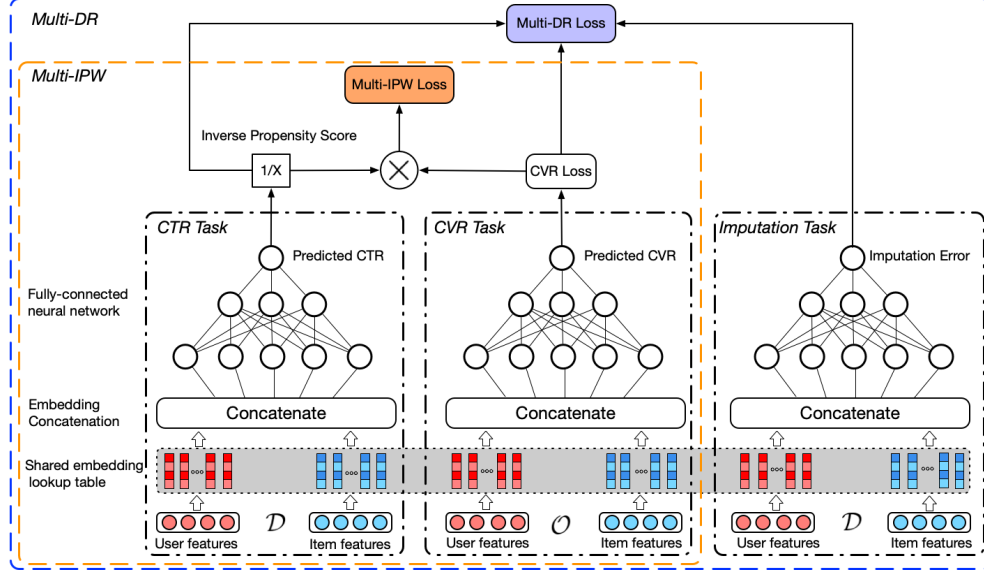 Multi-DR
Multi-DR Loss
Multi-IPW
Multi-IPW Loss
Inverse Propensity Score
1/X
CVR Loss
CTR Task
CVR Task
Imputation Task
Predicted CTR
Predicted CVR
Imputation Error
Fully-connected
neural network
Embedding
Concatenation
Concatenate
Concatenate
Concatenate
Shared embedding
lookup table
User features
𝒟
Item features
User features
𝒪
Item features
User features
𝒟
Item features